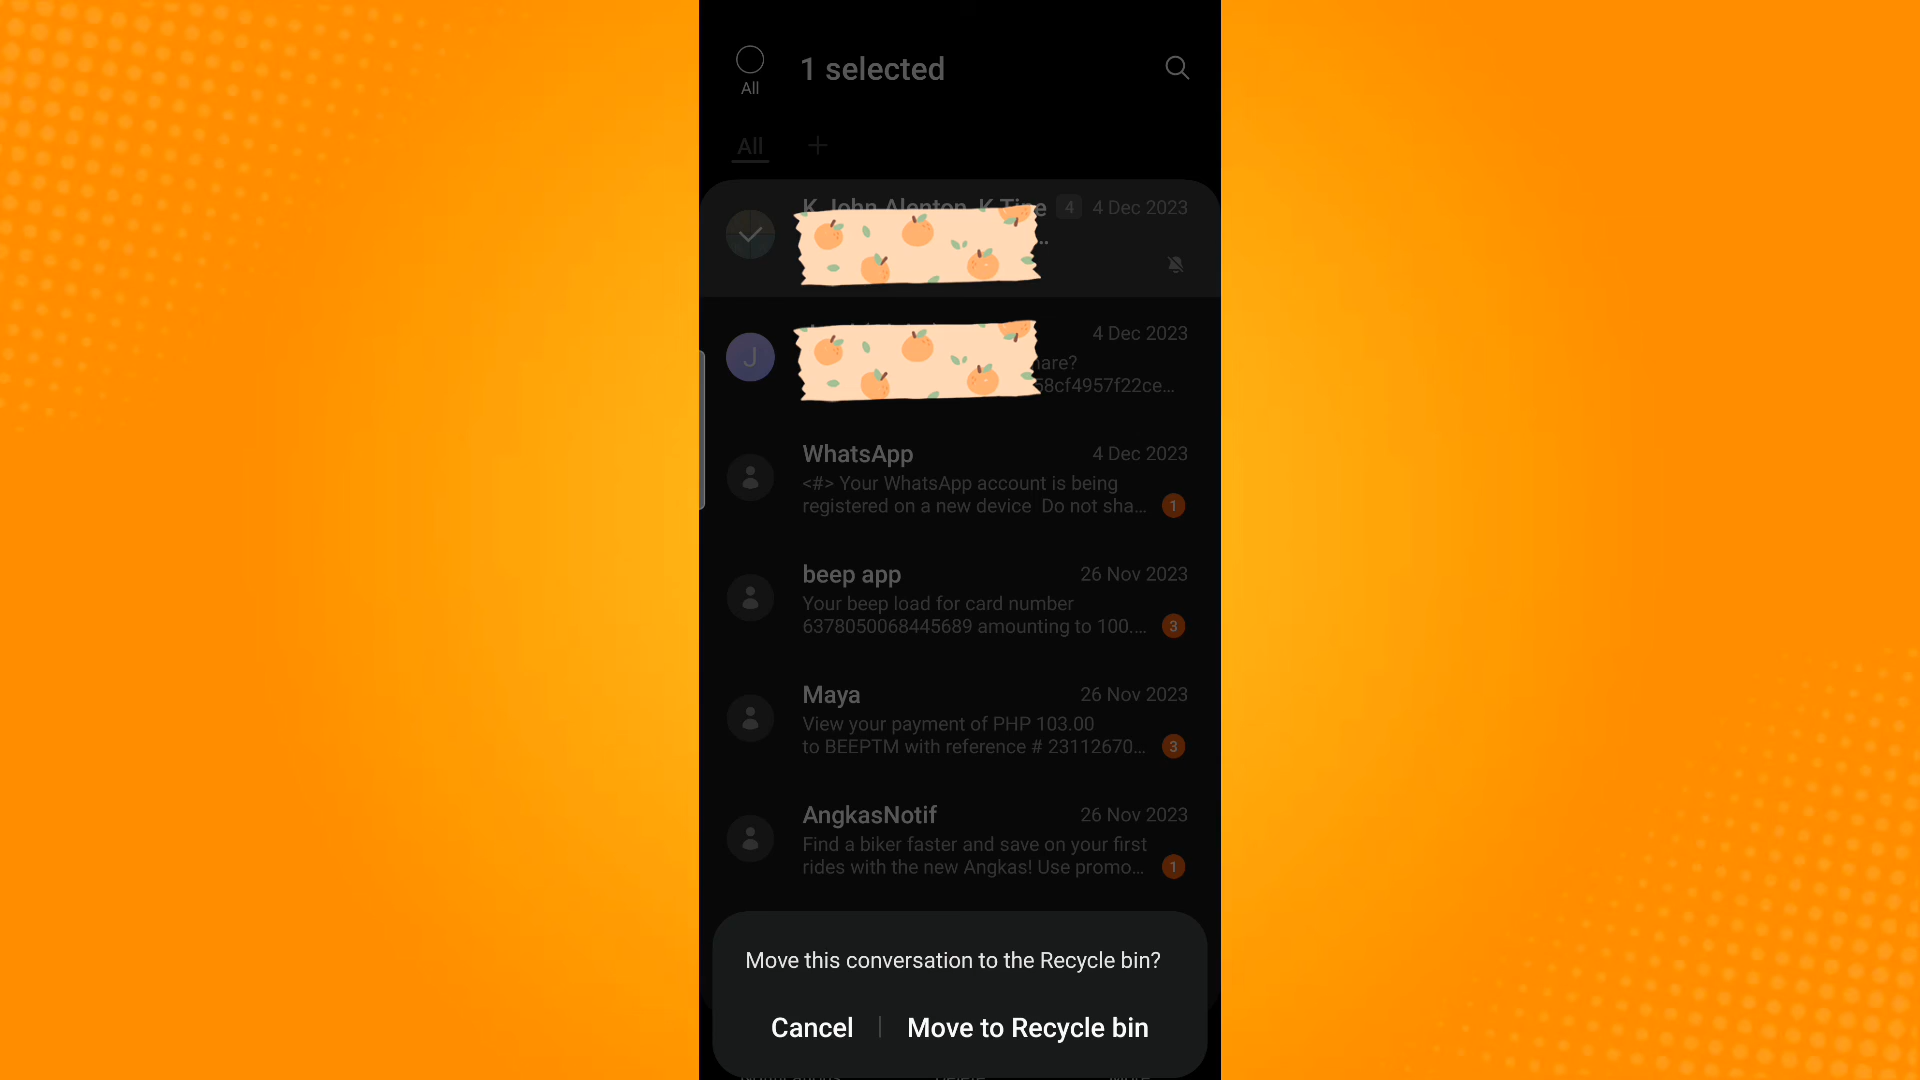 All
1 selected
All
4
4 Dec 2023
J
4 Dec 2023
hare?
58cf4957f22ce...
WhatsApp
4 Dec 2023
<#> Your WhatsApp account is being
registered on a new device Do not sha...
1
beep app
26 Nov 2023
Your beep load for card number
6378050068445689 amounting to 100....
3
Maya
26 Nov 2023
View your payment of PHP 103.00
to BEEPTM with reference # 23112670...
3
AngkasNotif
26 Nov 2023
Find a biker faster and save on your first
rides with the new Angkas! Use promo...
1
Move this conversation to the Recycle bin?
Cancel
Move to Recycle bin